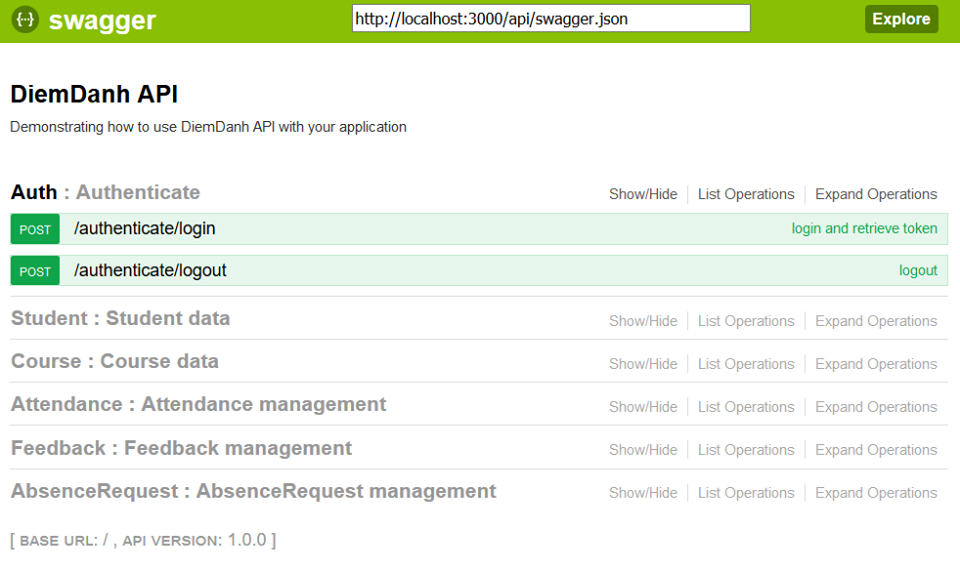 {··} swagger http://localhost:3000/api/swagger.json Explore
DiemDanh API
Demonstrating how to use DiemDanh API with your application
Auth : Authenticate Show/Hide List Operations Expand Operations
POST /authenticate/login login and retrieve token
POST /authenticate/logout logout
Student : Student data Show/Hide List Operations Expand Operations
Course : Course data Show/Hide List Operations Expand Operations
Attendance : Attendance management Show/Hide List Operations Expand Operations
Feedback : Feedback management Show/Hide List Operations Expand Operations
AbsenceRequest : AbsenceRequest management Show/Hide List Operations Expand Operations
[ BASE URL: / , API VERSION: 1.0.0 ]